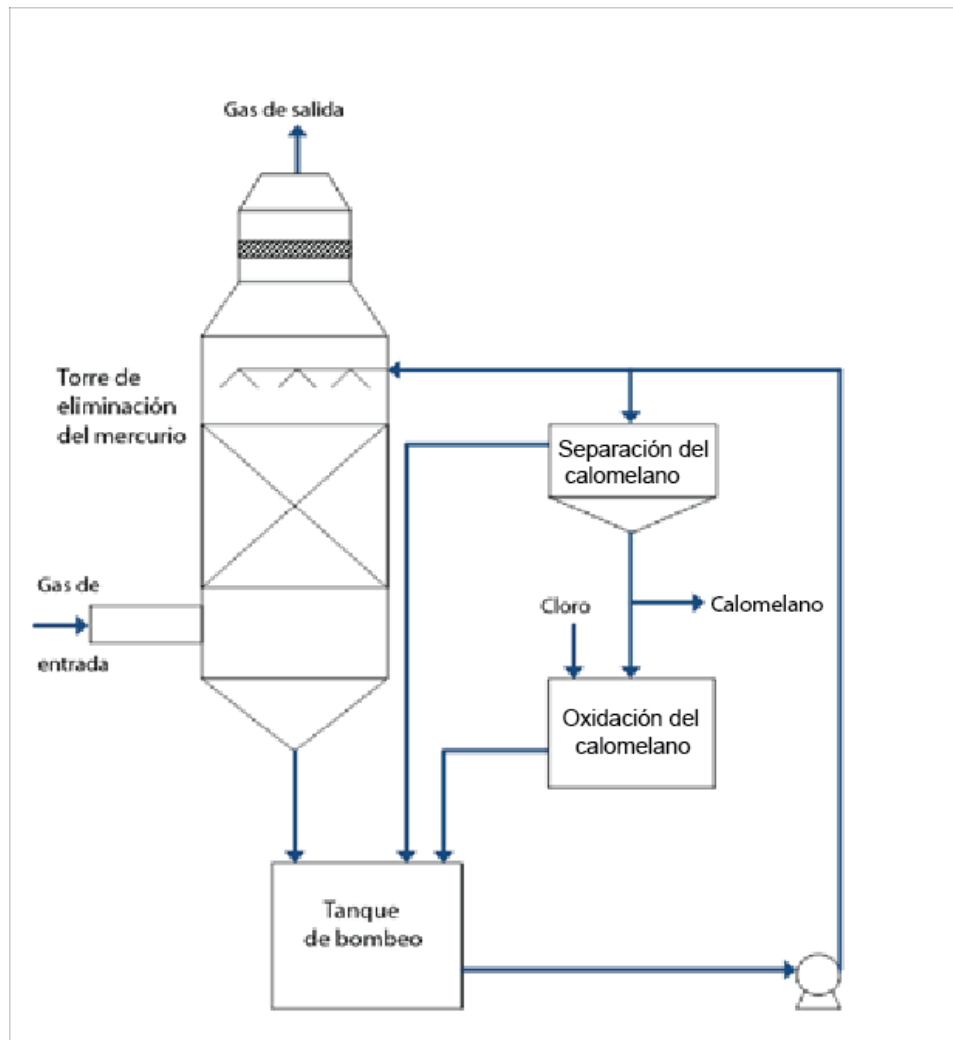 Gas de salida
Torre de
eliminación
del mercurio
Separación del
calomelano
Gas de
entrada
Cloro
Calomelano
Oxidación del
calomelano
Tanque
de bombeo